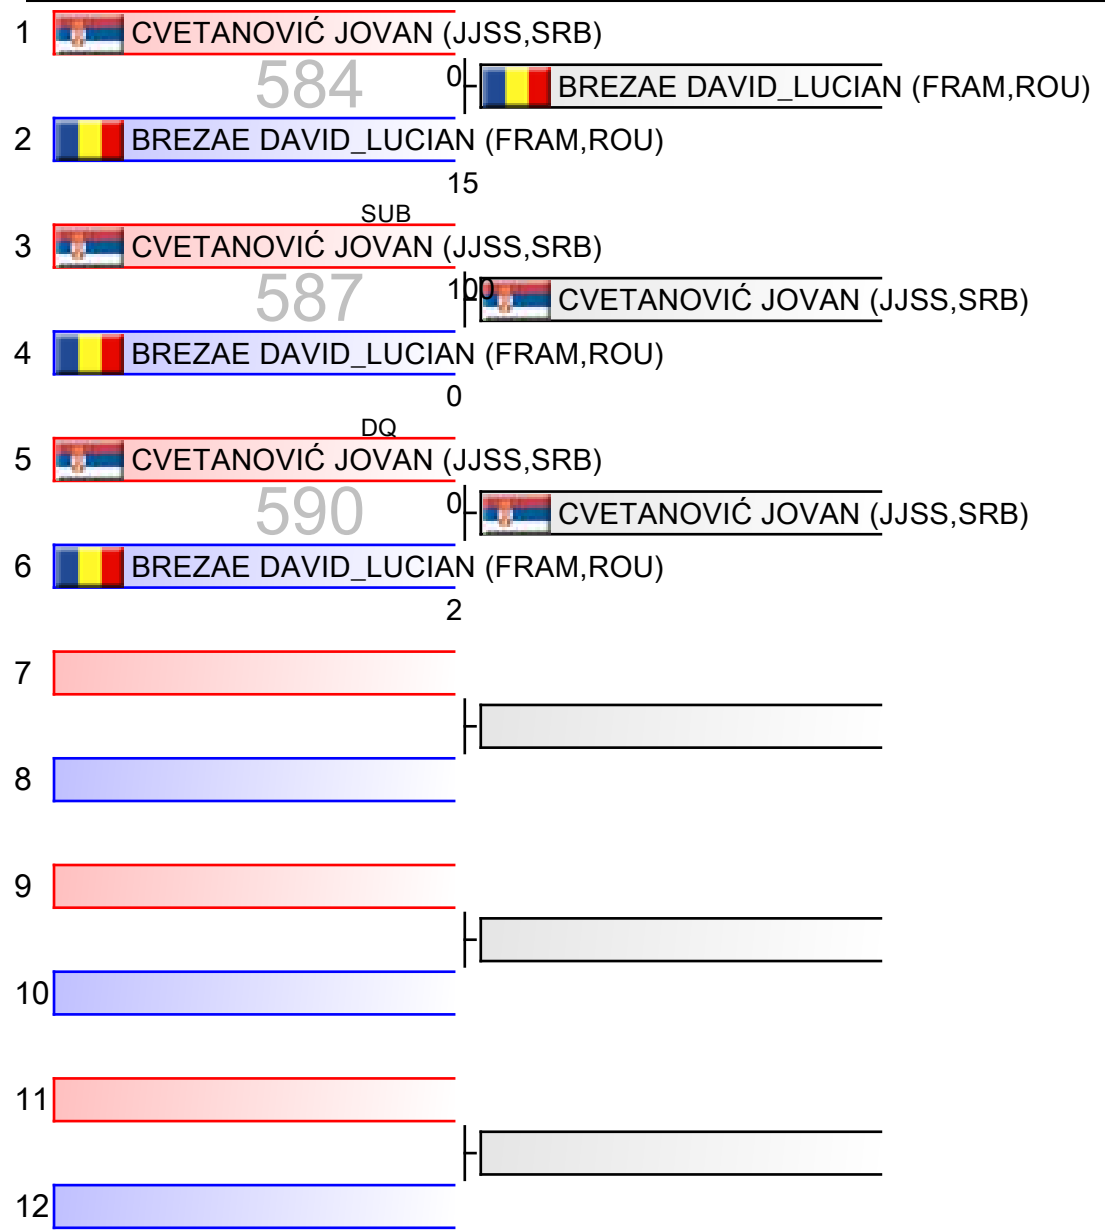 1 CVETANOVIĆ JOVAN (JJSS,SRB)
584 0 BREZAE DAVID_LUCIAN (FRAM,ROU)
2 BREZAE DAVID_LUCIAN (FRAM,ROU)
15
SUB
3 CVETANOVIĆ JOVAN (JJSS,SRB)
587 100 CVETANOVIĆ JOVAN (JJSS,SRB)
4 BREZAE DAVID_LUCIAN (FRAM,ROU)
0
DQ
5 CVETANOVIĆ JOVAN (JJSS,SRB)
590 0 CVETANOVIĆ JOVAN (JJSS,SRB)
6 BREZAE DAVID_LUCIAN (FRAM,ROU)
2
7
8
9
10
11
12